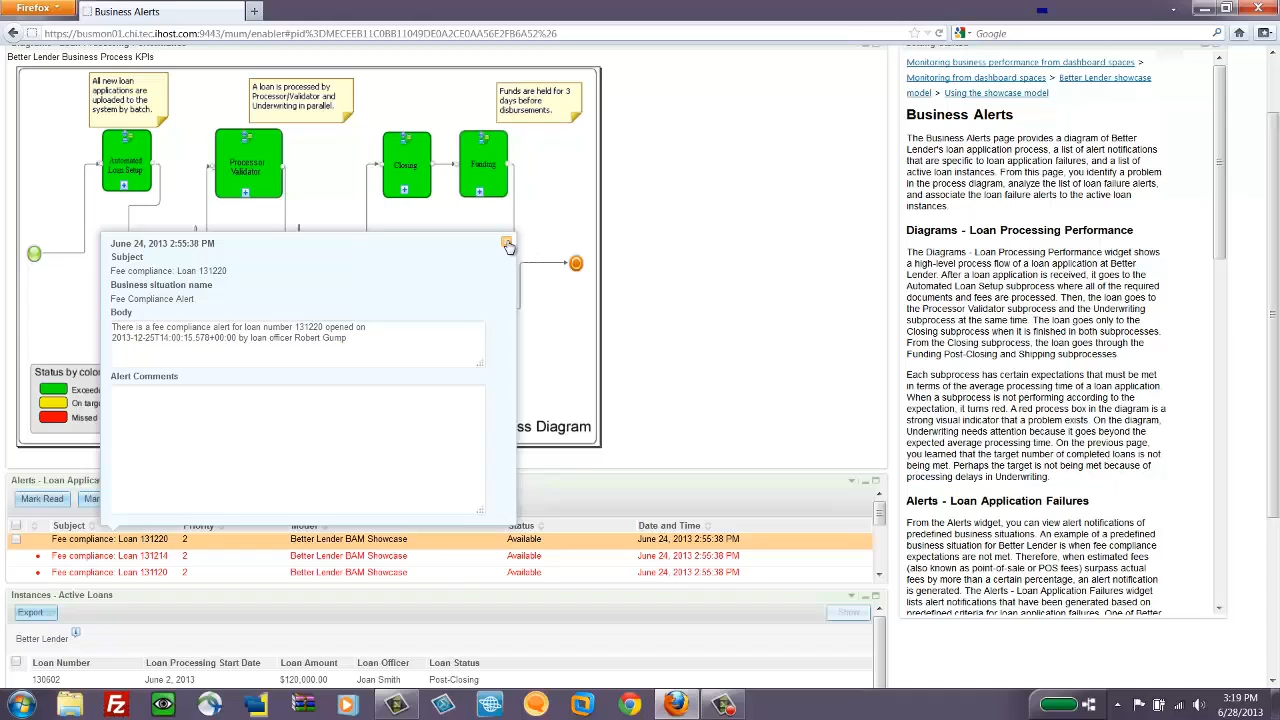 Firefox
Business Alerts
busmon01.chi.tec.ihost.com:9443/mum/enabler#pid%3DMECEEB11C0BB11049DE0A2CE0AA56E2FB6A52%26
Google
Better Lender Business Process KPIs
All new loan
applications are
uploaded to the
system by batch.
A loan is processed by
Processor/Validator and
Underwriting in parallel.
Funds are held for 3
days before
disbursements.
Automated
Loan Setup
Processor
Validator
Closing
Funding
June 24, 2013 2:55:38 PM
Subject
Fee compliance: Loan 131220
Business situation name
Fee Compliance Alert
Body
There is a fee compliance alert for loan number 131220 opened on
2013-12-25T14:00:15.578+00:00 by loan officer Robert Gump
Alert Comments
Status by color
Exceede
On targ
Missed
ss Diagram
Alerts - Loan Applic
Mark Read
Mar
Subject Priority Model Status Date and Time
Fee compliance: Loan 131220 2 Better Lender BAM Showcase Available June 24, 2013 2:55:38 PM
Fee compliance: Loan 131214 2 Better Lender BAM Showcase Available June 24, 2013 2:55:38 PM
Fee compliance: Loan 131120 2 Better Lender BAM Showcase Available June 24, 2013 2:55:38 PM
Instances - Active Loans
Export
Show
Better Lender
Loan Number Loan Processing Start Date Loan Amount Loan Officer Loan Status
130602 June 2, 2013 $120,000.00 Joan Smith Post-Closing
Monitoring business performance from dashboard spaces >
Monitoring from dashboard spaces > Better Lender showcase
model > Using the showcase model
Business Alerts
The Business Alerts page provides a diagram of Better
Lender's loan application process, a list of alert notifications
that are specific to loan application failures, and a list of
active loan instances. From this page, you identify a problem
in the process diagram, analyze the list of loan failure alerts,
and associate the loan failure alerts to the active loan
instances.
Diagrams - Loan Processing Performance
The Diagrams - Loan Processing Performance widget shows
a high-level process flow of a loan application at Better
Lender. After a loan application is received, it goes to the
Automated Loan Setup subprocess where all of the required
documents and fees are processed. Then, the loan goes to
the Processor Validator subprocess and the Underwriting
subprocess at the same time. The loan goes only to the
Closing subprocess when it is finished in both subprocesses.
From the Closing subprocess, the loan goes through the
Funding Post-Closing and Shipping subprocesses.
Each subprocess has certain expectations that must be met
in terms of the average processing time of a loan application.
When a subprocess is not performing according to the
expectation, it turns red. A red process box in the diagram is
a strong visual indicator that a problem exists. On the diagram,
Underwriting needs attention because it goes beyond the
expected average processing time. On the previous page,
you learned that the target number of completed loans is not
being met. Perhaps the target is not being met because of
processing delays in Underwriting.
Alerts - Loan Application Failures
From the Alerts widget, you can view alert notifications of
predefined business situations. An example of a predefined
business situation for Better Lender is when fee compliance
expectations are not met. Therefore, when estimated fees
(also known as point-of-sale or POS fees) surpass actual
fees by more than a certain percentage, an alert notification
is generated. The Alerts - Loan Application Failures widget
lists alert notifications that have been generated based on
predefined criteria for loan application failures. One of Better
3:19 PM
6/28/2013